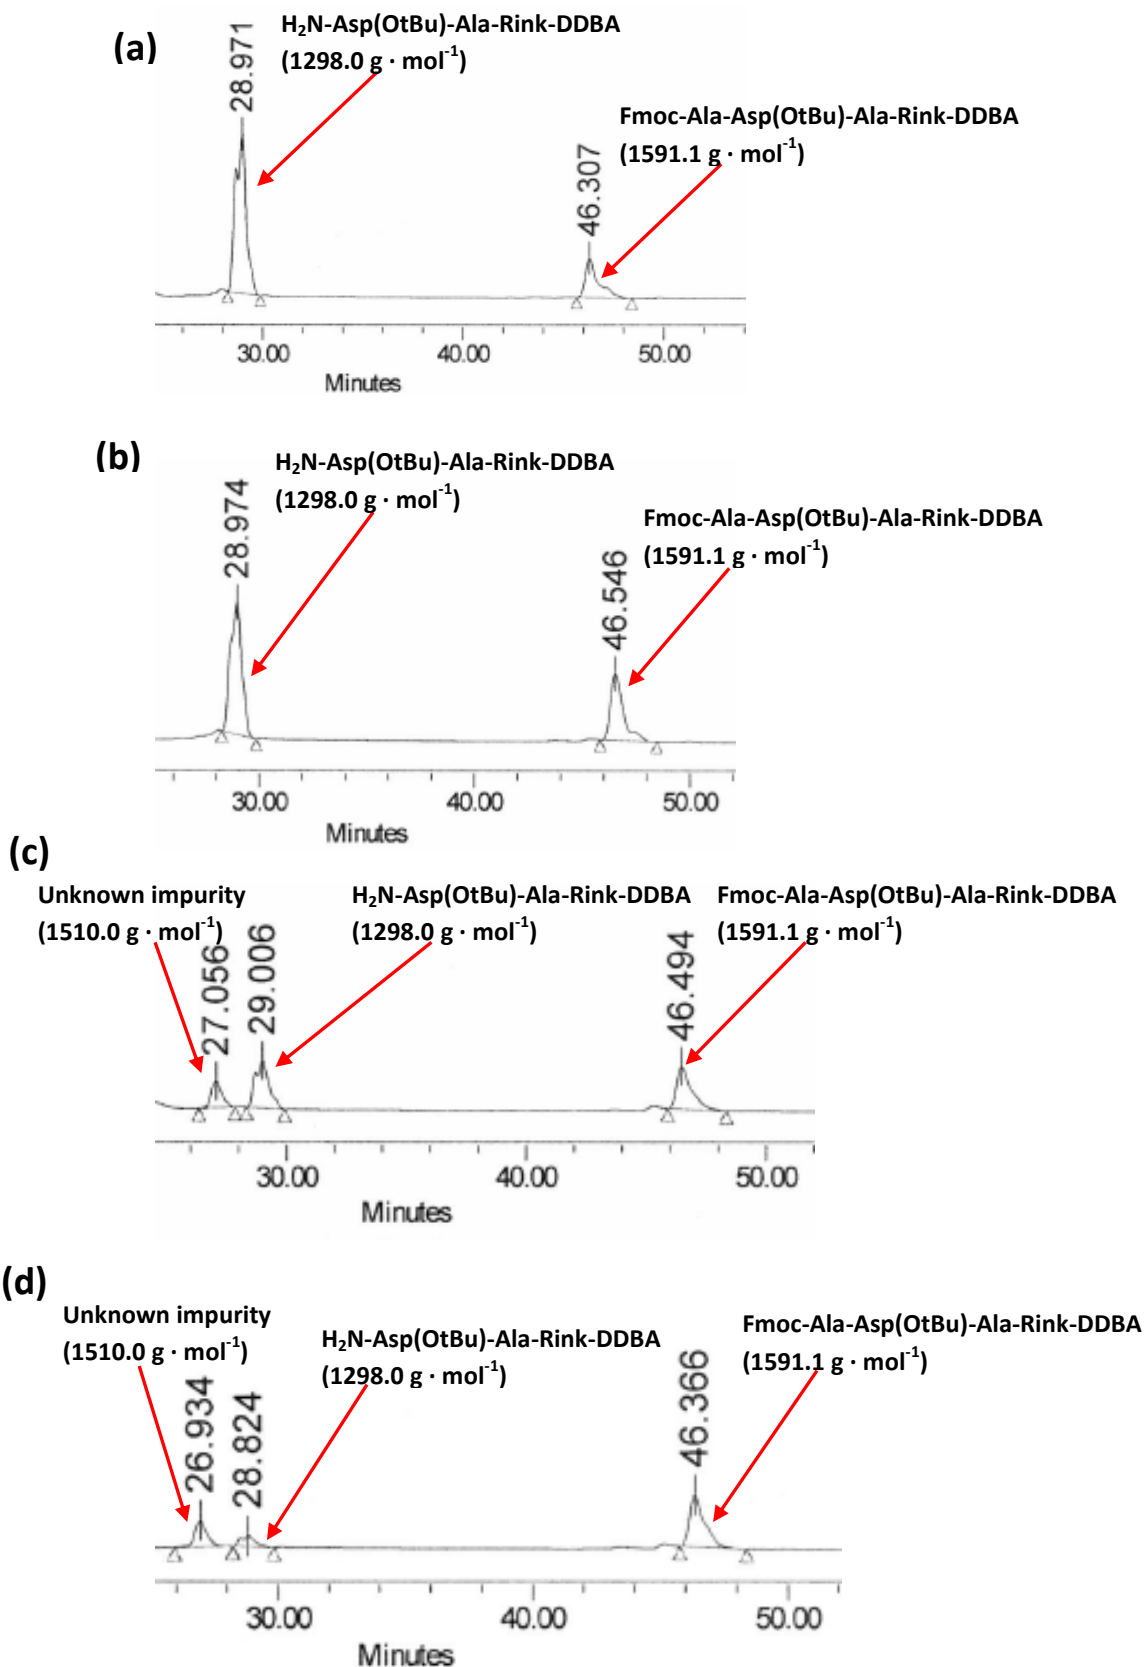 (a)
H₂N-Asp(OtBu)-Ala-Rink-DDBA
(1298.0 g · mol⁻¹)
28.971
Fmoc-Ala-Asp(OtBu)-Ala-Rink-DDBA
(1591.1 g · mol⁻¹)
46.307
30.00 40.00 50.00
Minutes
(b)
H₂N-Asp(OtBu)-Ala-Rink-DDBA
(1298.0 g · mol⁻¹)
28.974
Fmoc-Ala-Asp(OtBu)-Ala-Rink-DDBA
(1591.1 g · mol⁻¹)
46.546
30.00 40.00 50.00
Minutes
(c)
Unknown impurity
(1510.0 g · mol⁻¹)
27.056
H₂N-Asp(OtBu)-Ala-Rink-DDBA
(1298.0 g · mol⁻¹)
29.006
Fmoc-Ala-Asp(OtBu)-Ala-Rink-DDBA
(1591.1 g · mol⁻¹)
46.494
30.00 40.00 50.00
Minutes
(d)
Unknown impurity
(1510.0 g · mol⁻¹)
26.934
H₂N-Asp(OtBu)-Ala-Rink-DDBA
(1298.0 g · mol⁻¹)
28.824
Fmoc-Ala-Asp(OtBu)-Ala-Rink-DDBA
(1591.1 g · mol⁻¹)
46.366
30.00 40.00 50.00
Minutes